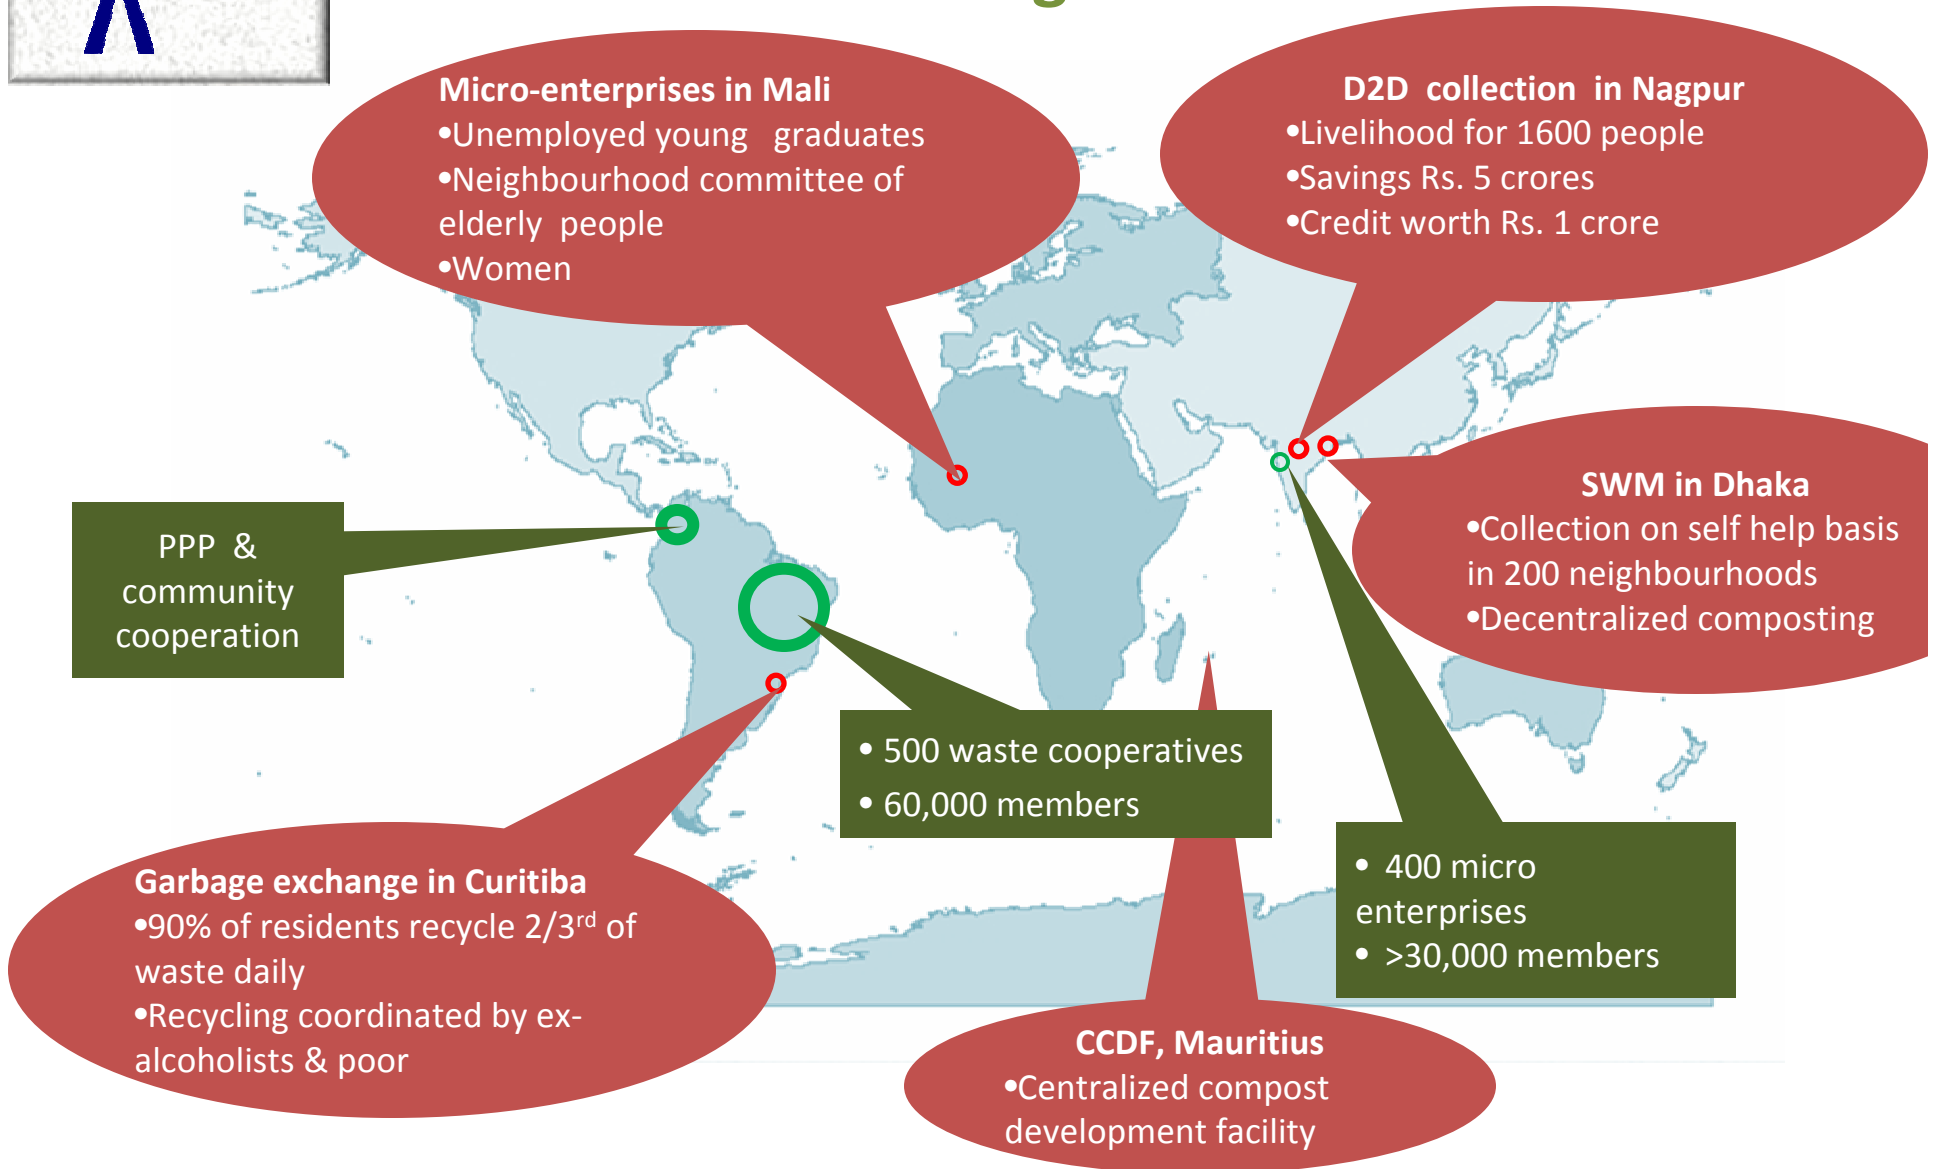 Micro-enterprises in Mali
•Unemployed young graduates
•Neighbourhood committee of
elderly people
•Women
D2D collection in Nagpur
•Livelihood for 1600 people
•Savings Rs. 5 crores
•Credit worth Rs. 1 crore
SWM in Dhaka
•Collection on self help basis
in 200 neighbourhoods
•Decentralized composting
PPP &
community
cooperation
• 500 waste cooperatives
• 60,000 members
• 400 micro
enterprises
• >30,000 members
Garbage exchange in Curitiba
•90% of residents recycle 2/3rd of
waste daily
•Recycling coordinated by ex-
alcoholists & poor
CCDF, Mauritius
•Centralized compost
development facility